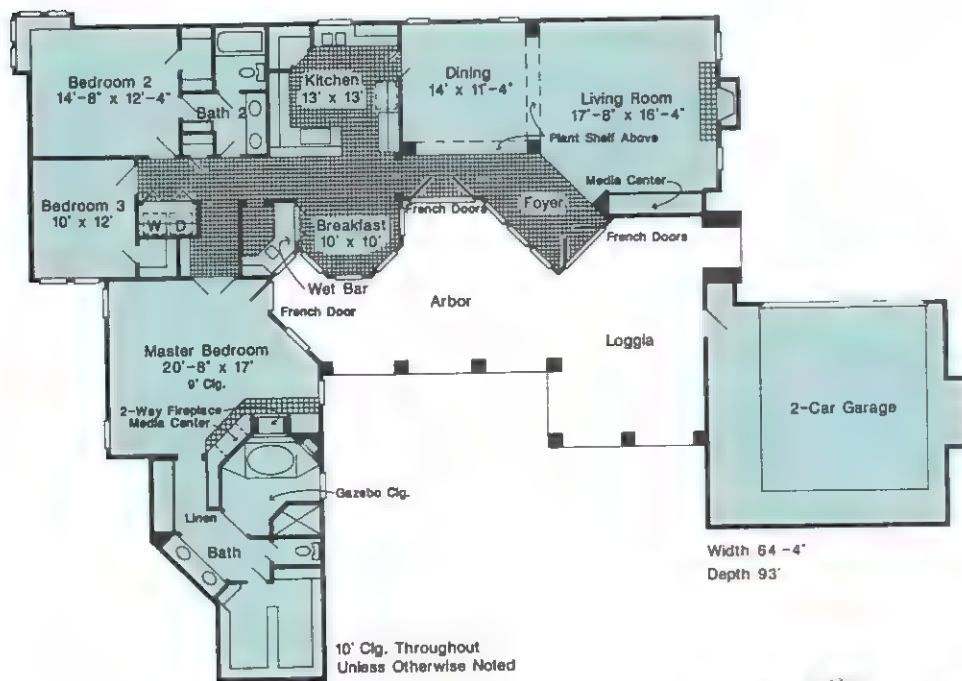 Bedroom 2
14'-8" x 12'-4"
Bath 2
Kitchen
13' x 13'
Dining
14' x 11'-4"
Living Room
17'-8" x 16'-4"
Plant Shelf Above
Media Center
Bedroom 3
10' x 12'
W D
Breakfast
10' x 10'
French Doors
Foyer
French Doors
Wet Bar
French Door
Arbor
Loggia
Master Bedroom
20'-8" x 17'
9' Clg.
2-Way Fireplace
Media Center
2-Car Garage
Gazebo Clg.
Linen
Bath
Width 64 -4"
Depth 93'
10' Clg. Throughout
Unless Otherwise Noted